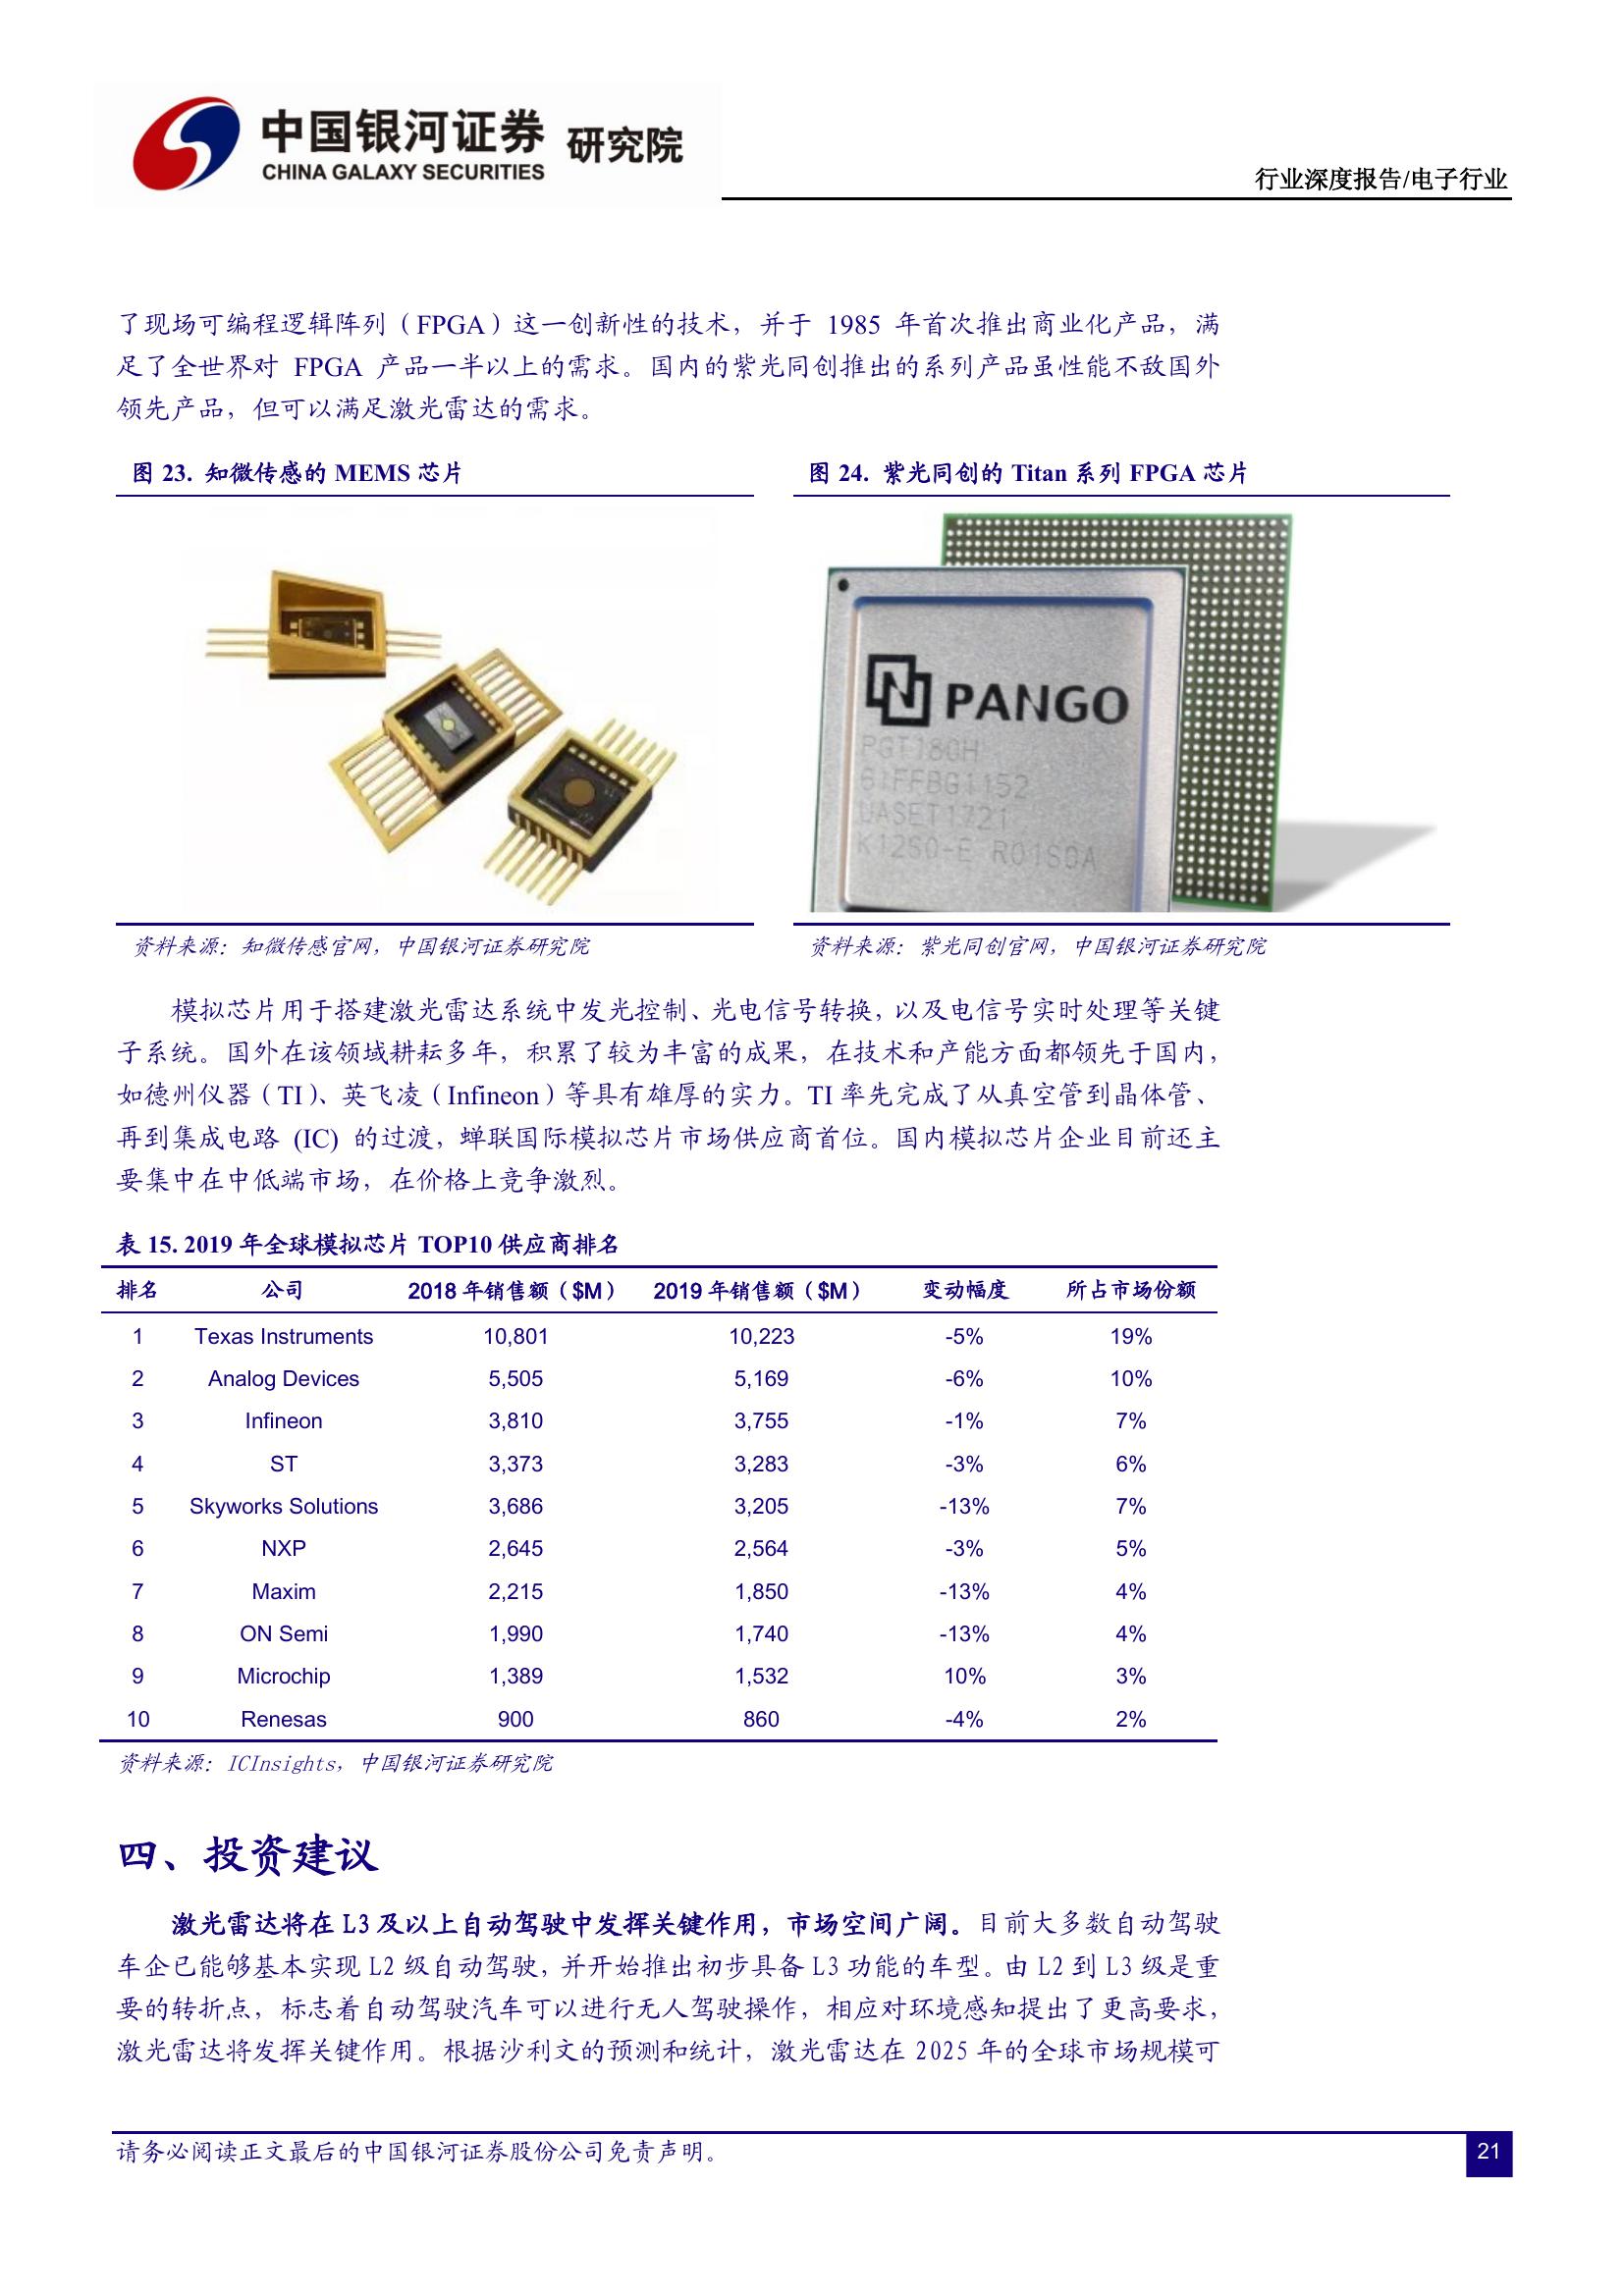 中国银河证券 研究院
CHINA GALAXY SECURITIES
行业深度报告/电子行业
了现场可编程逻辑阵列（FPGA）这一创新性的技术，并于 1985 年首次推出商业化产品，满
足了全世界对 FPGA 产品一半以上的需求。国内的紫光同创推出的系列产品虽性能不敌国外
领先产品，但可以满足激光雷达的需求。
图 23. 知微传感的 MEMS 芯片
图 24. 紫光同创的 Titan 系列 FPGA 芯片
PANGO
PGT180H
61FFBG1152
UASET1721
K1250-E R01S0A
资料来源：知微传感官网，中国银河证券研究院
资料来源：紫光同创官网，中国银河证券研究院
模拟芯片用于搭建激光雷达系统中发光控制、光电信号转换，以及电信号实时处理等关键
子系统。国外在该领域耕耘多年，积累了较为丰富的成果，在技术和产能方面都领先于国内，
如德州仪器（TI）、英飞凌（Infineon）等具有雄厚的实力。TI 率先完成了从真空管到晶体管、
再到集成电路 (IC) 的过渡，蝉联国际模拟芯片市场供应商首位。国内模拟芯片企业目前还主
要集中在中低端市场，在价格上竞争激烈。
表 15. 2019 年全球模拟芯片 TOP10 供应商排名
排名 公司 2018 年销售额（$M） 2019 年销售额（$M） 变动幅度 所占市场份额
1 Texas Instruments 10,801 10,223 -5% 19%
2 Analog Devices 5,505 5,169 -6% 10%
3 Infineon 3,810 3,755 -1% 7%
4 ST 3,373 3,283 -3% 6%
5 Skyworks Solutions 3,686 3,205 -13% 7%
6 NXP 2,645 2,564 -3% 5%
7 Maxim 2,215 1,850 -13% 4%
8 ON Semi 1,990 1,740 -13% 4%
9 Microchip 1,389 1,532 10% 3%
10 Renesas 900 860 -4% 2%
资料来源：ICInsights，中国银河证券研究院
四、投资建议
激光雷达将在 L3 及以上自动驾驶中发挥关键作用，市场空间广阔。目前大多数自动驾驶
车企已能够基本实现 L2 级自动驾驶，并开始推出初步具备 L3 功能的车型。由 L2 到 L3 级是重
要的转折点，标志着自动驾驶汽车可以进行无人驾驶操作，相应对环境感知提出了更高要求，
激光雷达将发挥关键作用。根据沙利文的预测和统计，激光雷达在 2025 年的全球市场规模可
请务必阅读正文最后的中国银河证券股份公司免责声明。
21